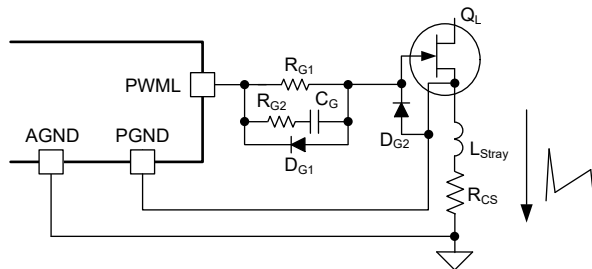 Q_L
R_G1
PWML
R_G2
C_G
AGND
PGND
D_G1
D_G2
L_Stray
R_CS